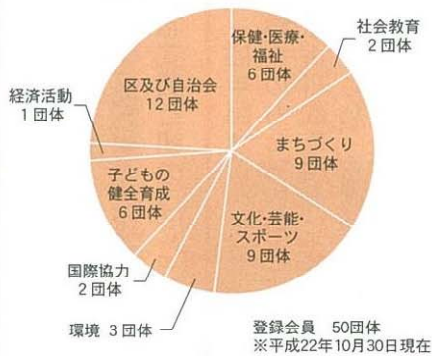 保健・医療・
福祉
6団体
社会教育
2団体
まちづくり
9団体
文化・芸能・
スポーツ
9団体
環境 3団体
国際協力
2団体
子どもの
健全育成
6団体
経済活動
1団体
区及び自治会
12団体
登録会員 50団体
※平成22年10月30日現在